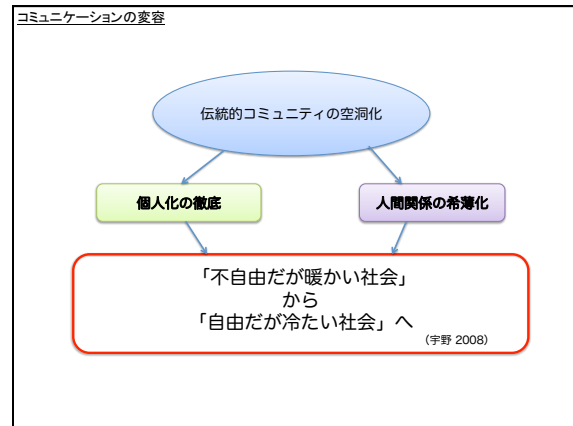 コミュニケーションの変容
伝統的コミュニティの空洞化
個人化の徹底
人間関係の希薄化
「不自由だが暖かい社会」
から
「自由だが冷たい社会」へ
（宇野 2008）